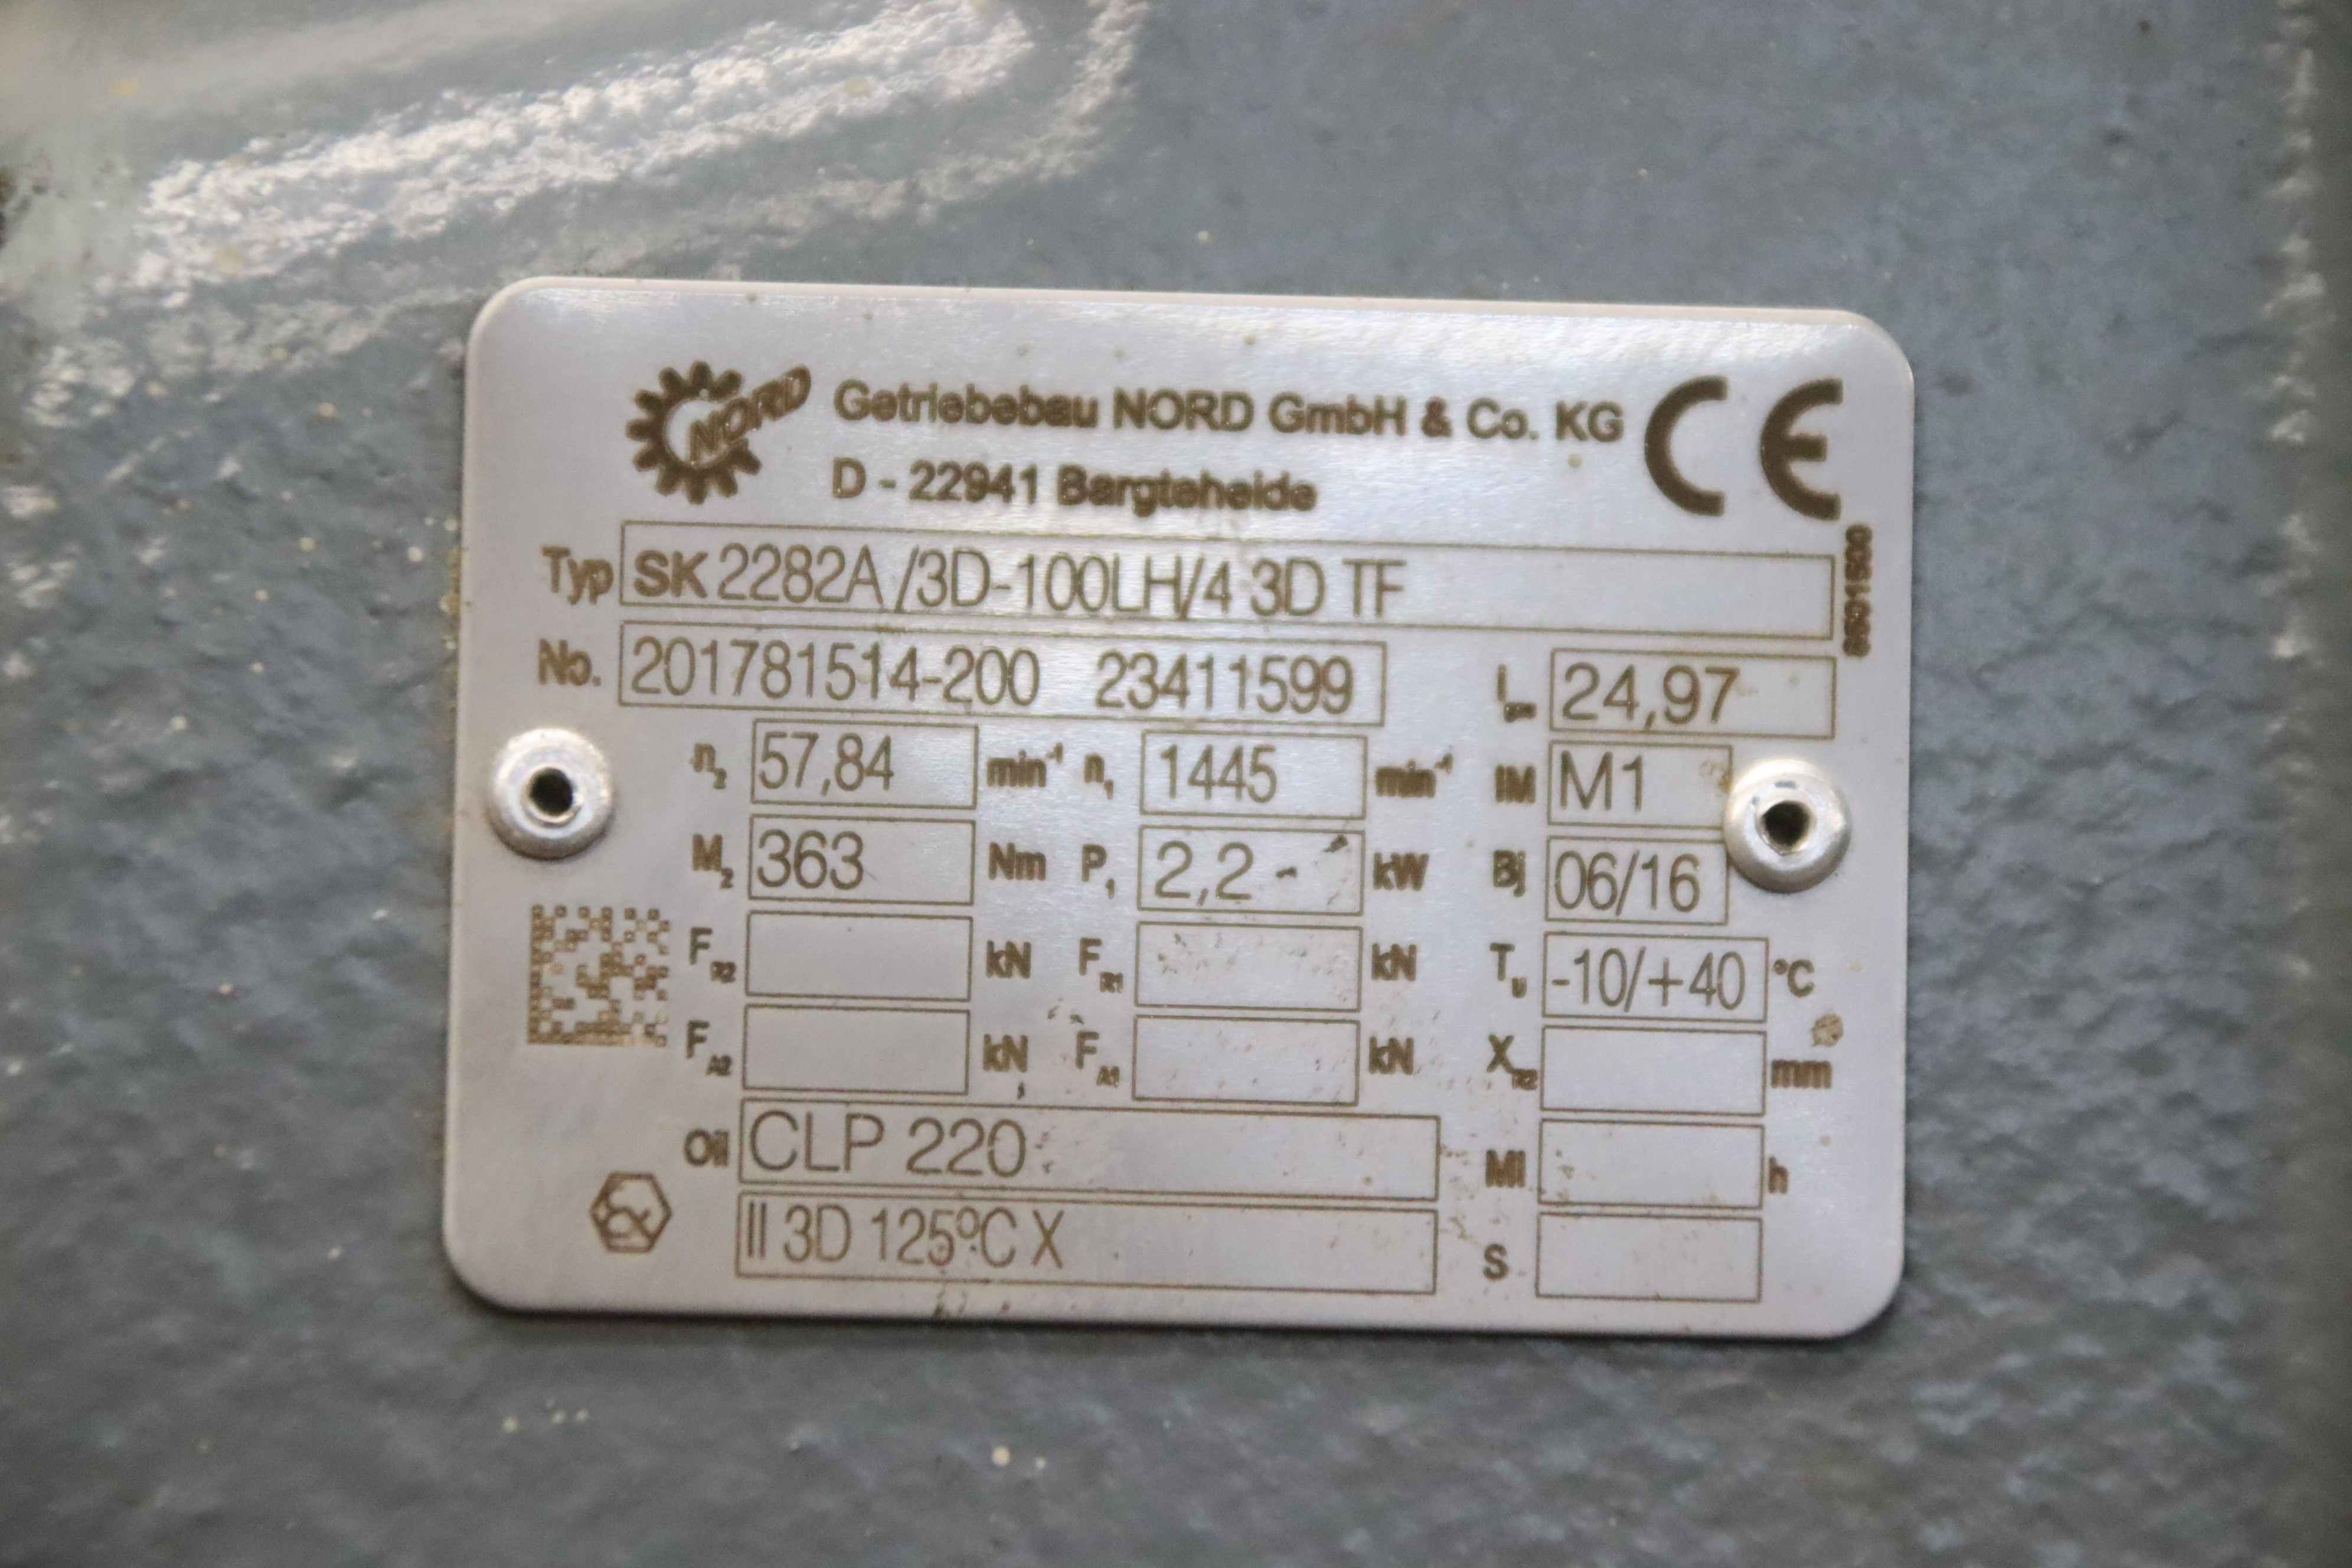 NORD Getriebebau NORD GmbH & Co. KG CE
D - 22941 Bargteheide
Typ SK 2282A /3D-100LH/4 3D TF
No. 201781514-200 23411599 iges 24,97
n2 57,84 min-1 n1 1445 min-1 IM M1
M2 363 Nm P1 2,2 kW Bj 06/16
FR2 kN FR1 kN Tu -10/+40 °C
FA2 kN FA1 kN XR2 mm
Oil CLP 220 MI h
Ex II 3D 125ºC X S